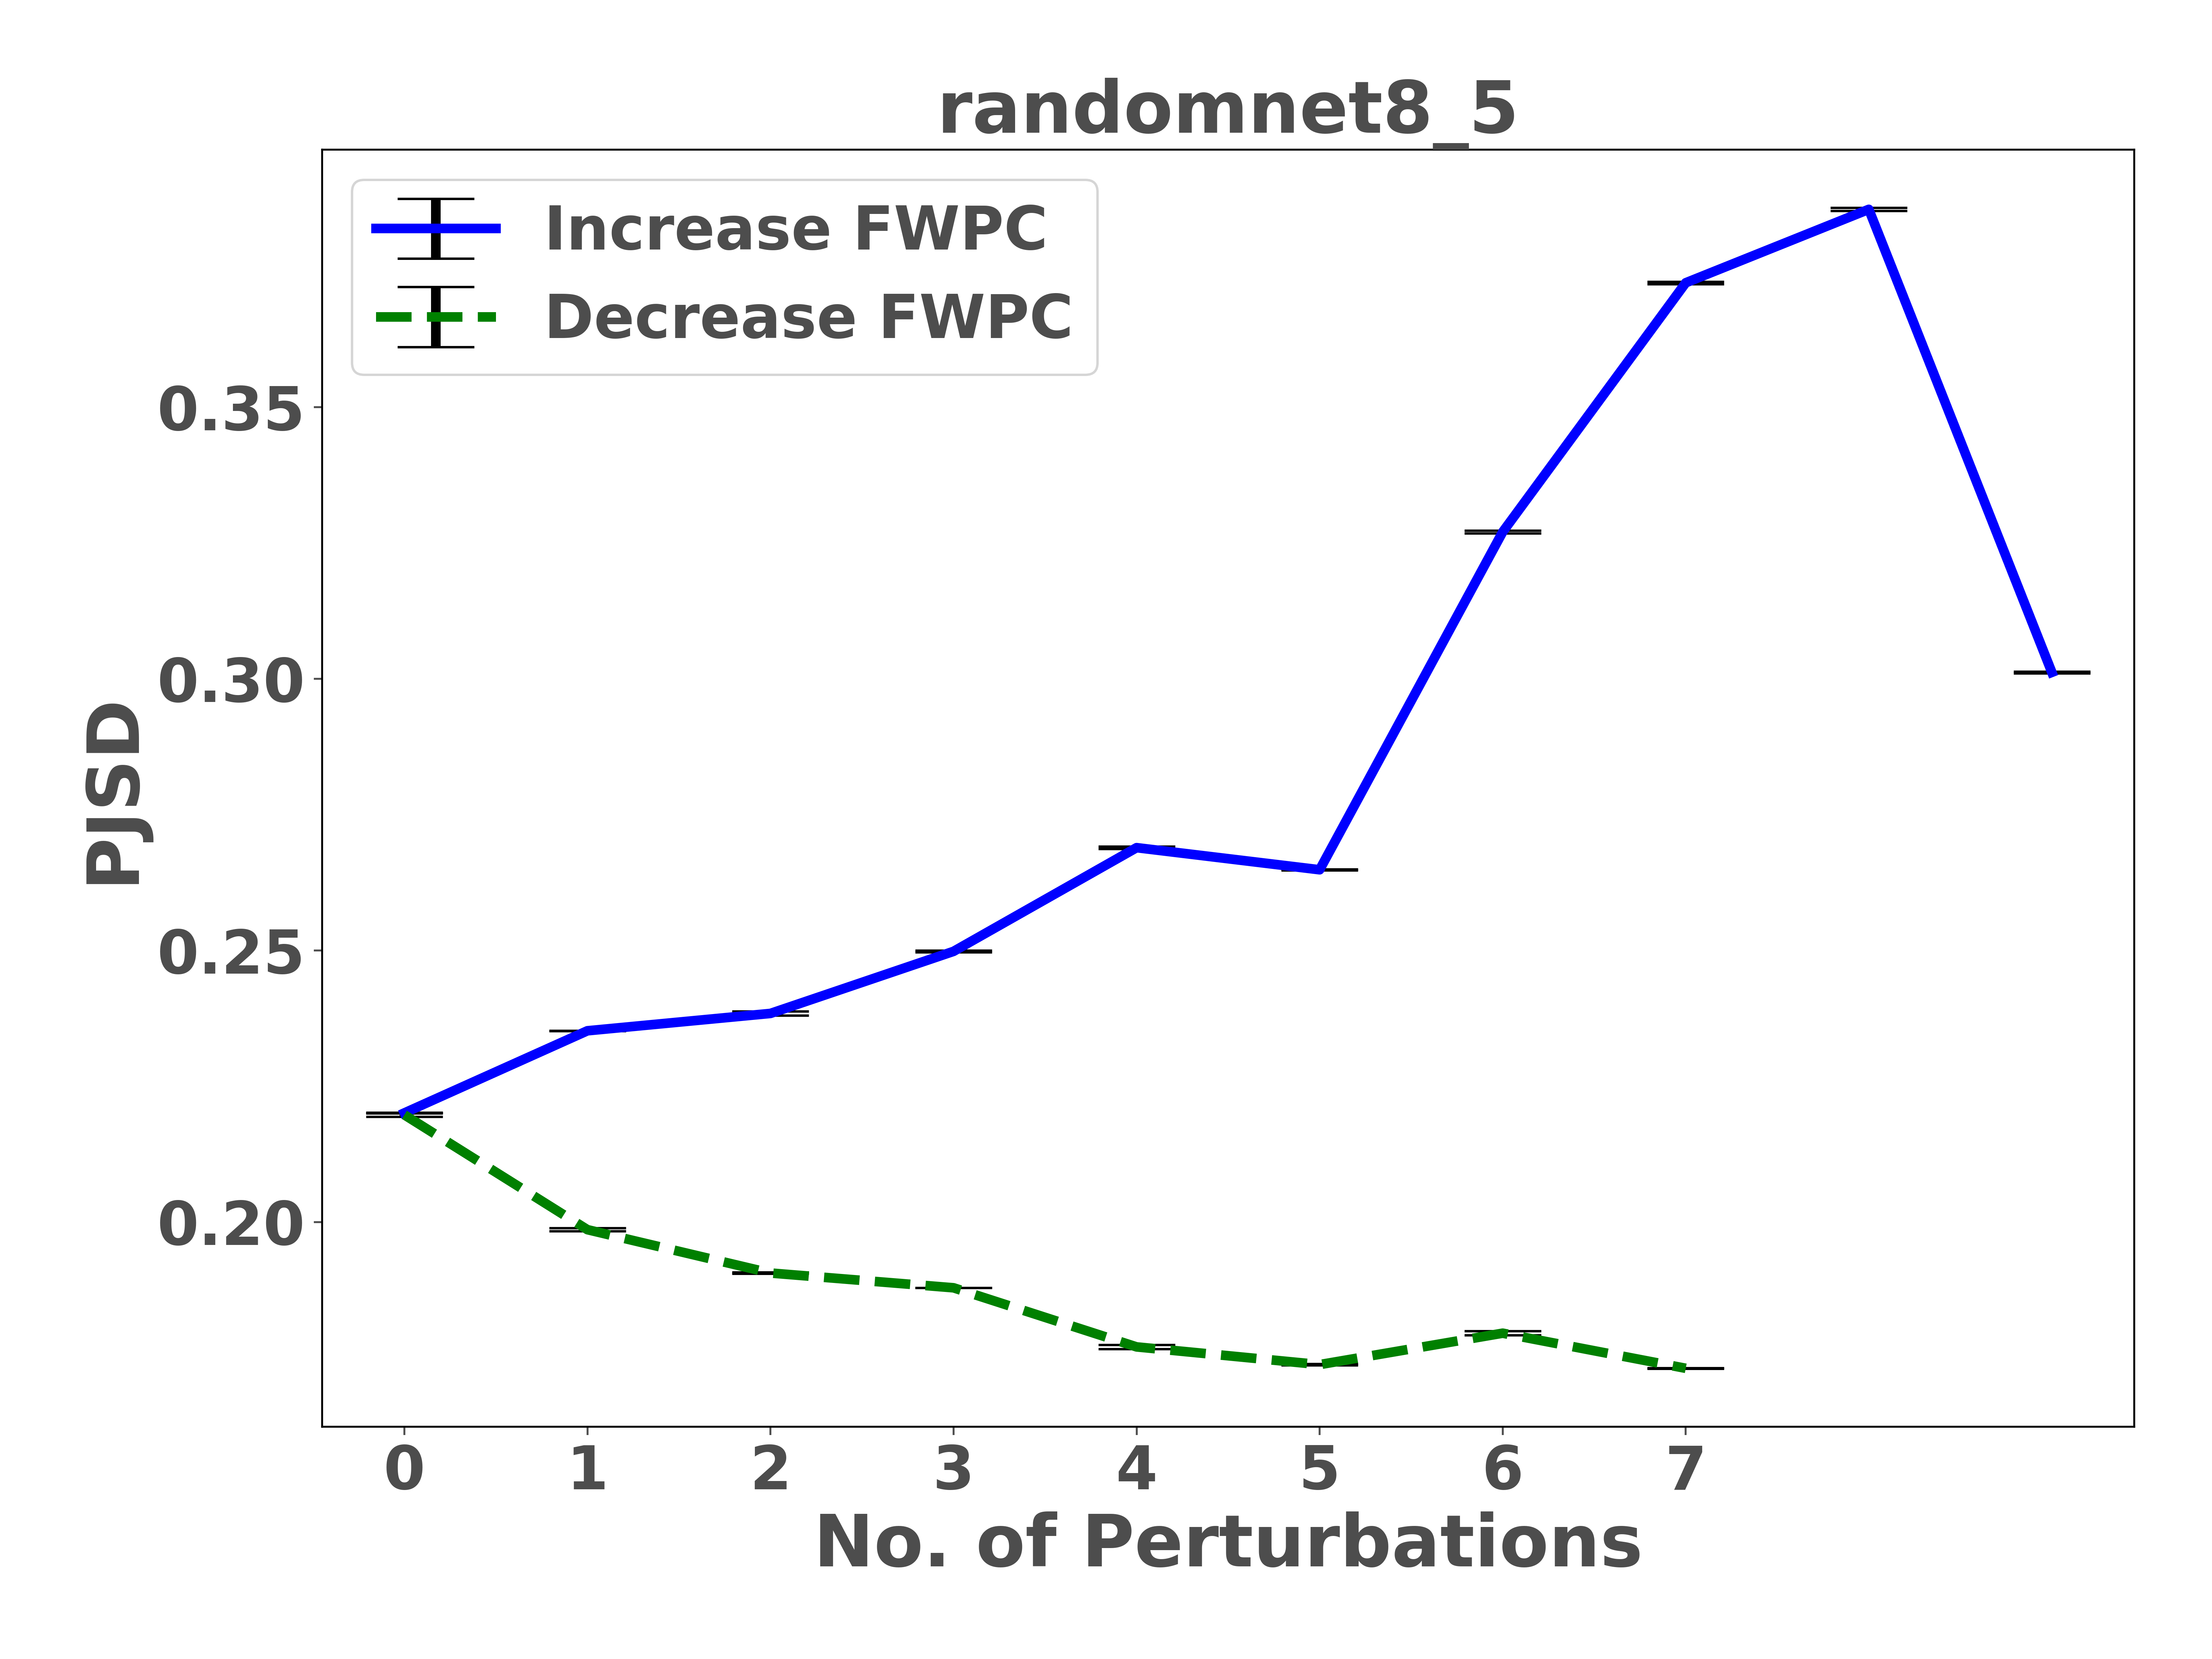 randomnet8_5
Increase FWPC
Decrease FWPC
0.35
0.30
0.25
0.20
PJSD
0 1 2 3 4 5 6 7
No. of Perturbations